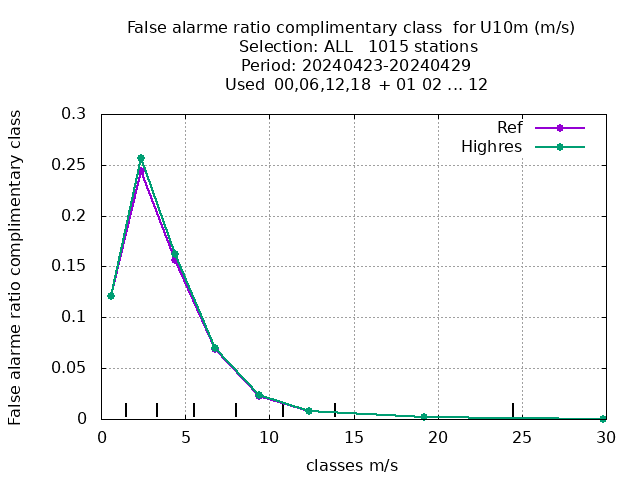 False alarme ratio complimentary class  for U10m (m/s)
Selection: ALL   1015 stations
Period: 20240423-20240429
Used  00,06,12,18 + 01 02 ... 12
False alarme ratio complimentary class
0.3
0.25
0.2
0.15
0.1
0.05
0
Ref
Highres
0 5 10 15 20 25 30
classes m/s